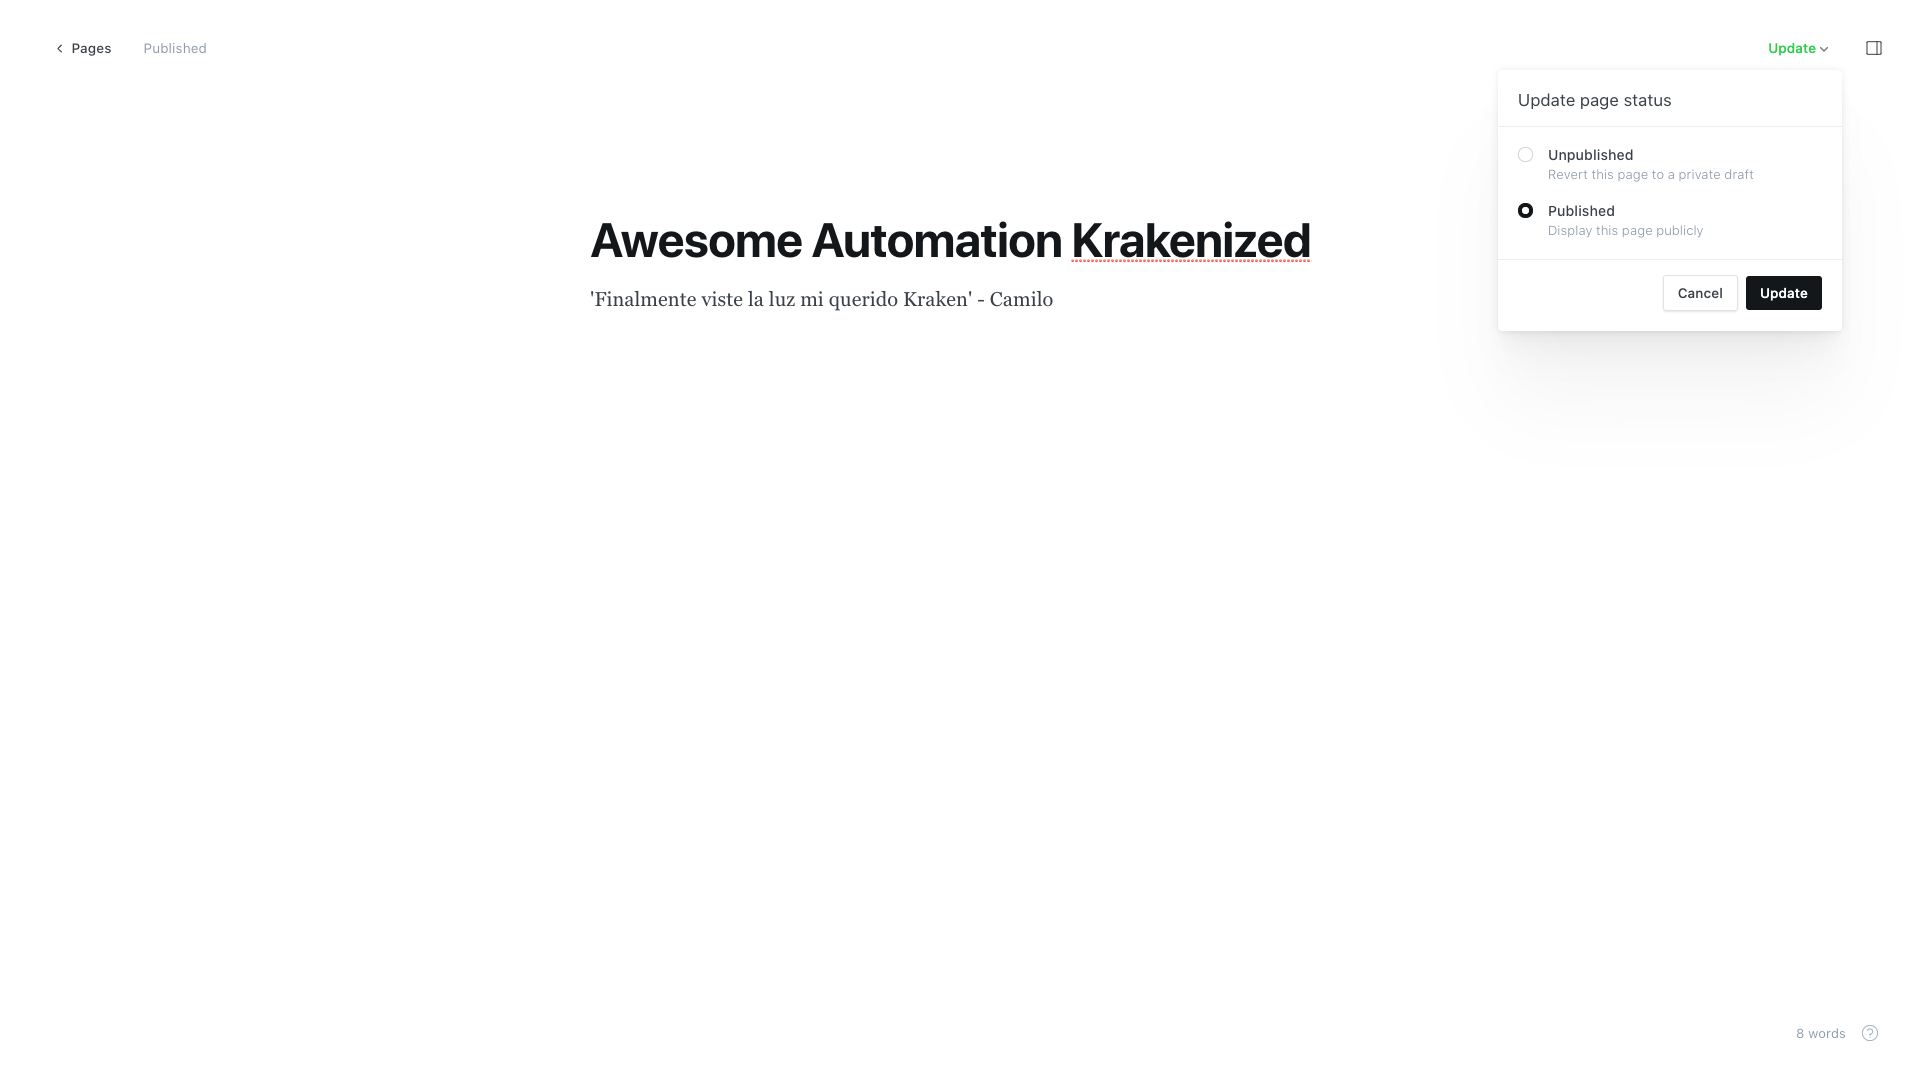 Pages
Published
Update
Update page status
Unpublished
Revert this page to a private draft
Published
Display this page publicly
Cancel
Update
Awesome Automation Krakenized
'Finalmente viste la luz mi querido Kraken' - Camilo
8 words
?